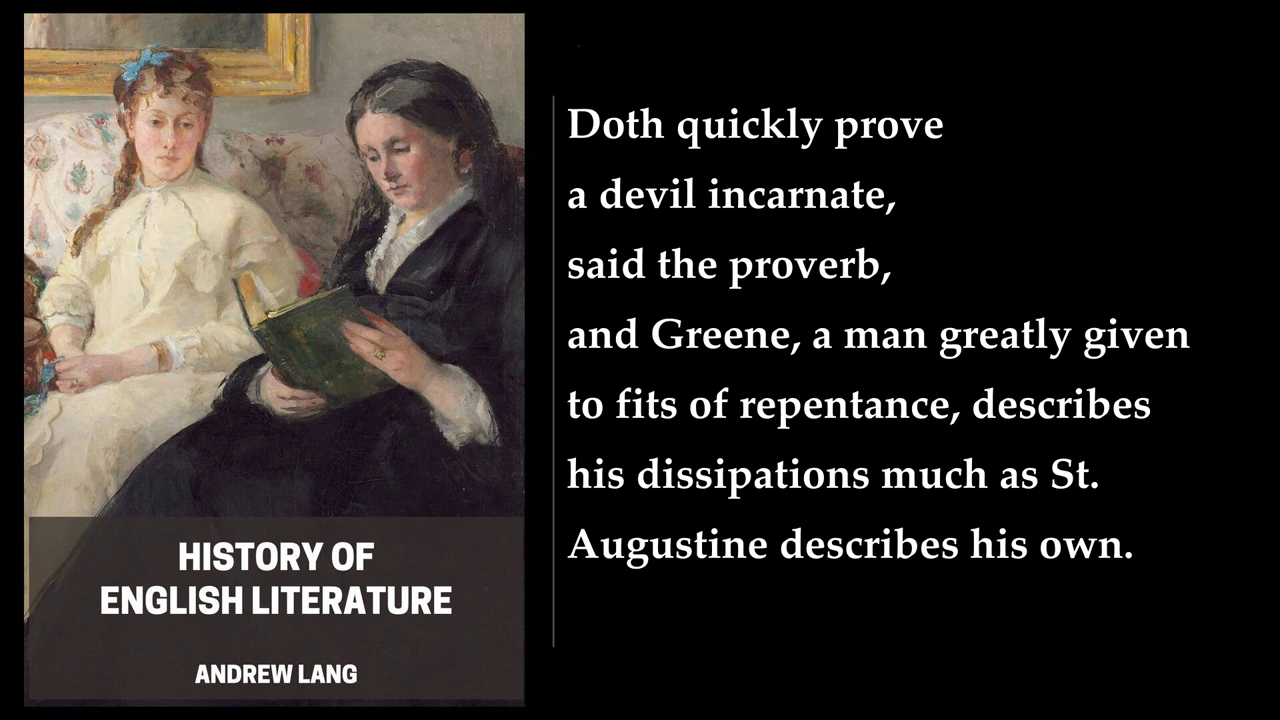 HISTORY OF
ENGLISH LITERATURE
ANDREW LANG
Doth quickly prove
a devil incarnate,
said the proverb,
and Greene, a man greatly given
to fits of repentance, describes
his dissipations much as St.
Augustine describes his own.